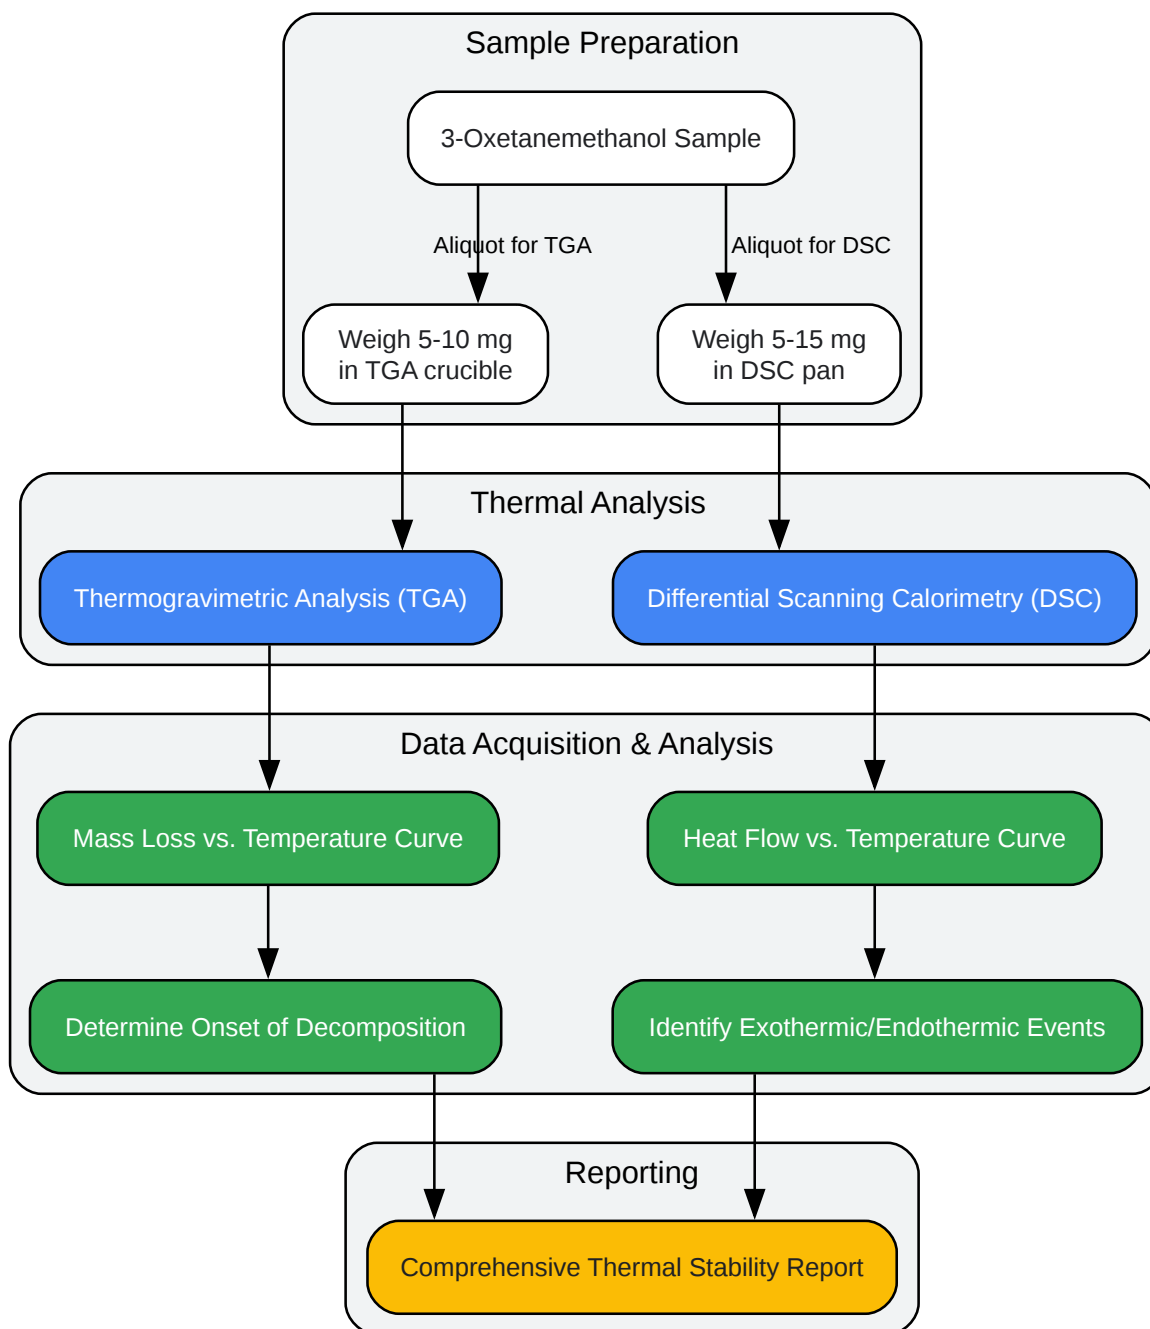 Sample Preparation
3-Oxetanemethanol Sample
Aliquot for TGA
Aliquot for DSC
Weigh 5-10 mg
in TGA crucible
Weigh 5-15 mg
in DSC pan
Thermal Analysis
Thermogravimetric Analysis (TGA)
Differential Scanning Calorimetry (DSC)
Data Acquisition & Analysis
Mass Loss vs. Temperature Curve
Heat Flow vs. Temperature Curve
Determine Onset of Decomposition
Identify Exothermic/Endothermic Events
Reporting
Comprehensive Thermal Stability Report